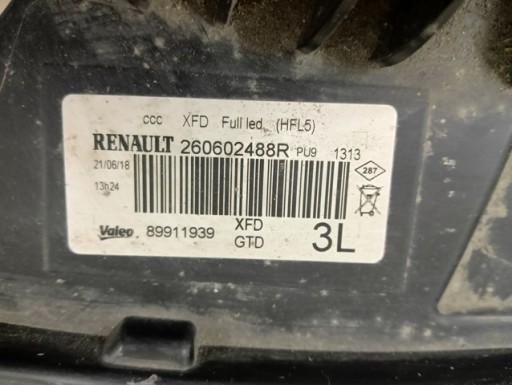 ccc XFD Full led (HFL5)
RENAULT 260602488R PU9 1313
21/06/18
287
13h24
Valeo 89911939 XFD
GTD
3L